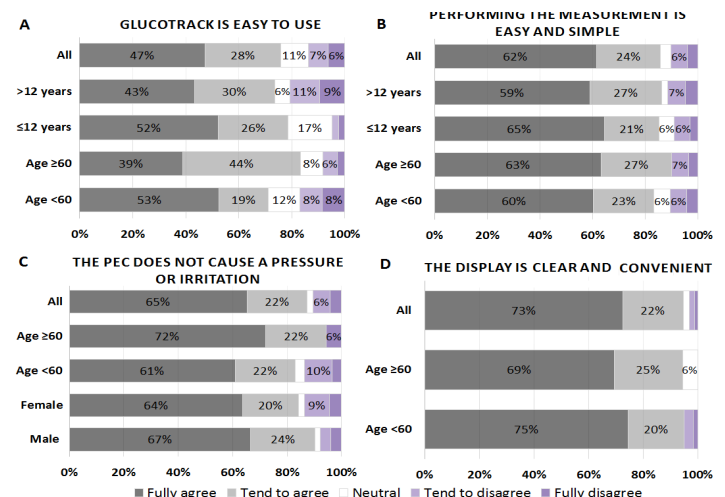 A
GLUCOTRACK IS EASY TO USE
All 47% 28% 11% 7% 6%
>12 years 43% 30% 6% 11% 9%
≤12 years 52% 26% 17%
Age ≥60 39% 44% 8% 6%
Age <60 53% 19% 12% 8% 8%
0% 20% 40% 60% 80% 100%
B
PERFORMING THE MEASUREMENT IS
EASY AND SIMPLE
All 62% 24% 6%
>12 years 59% 27% 7%
≤12 years 65% 21% 6% 6%
Age ≥60 63% 27% 7%
Age <60 60% 23% 6% 6%
0% 20% 40% 60% 80% 100%
C
THE PEC DOES NOT CAUSE A PRESSURE
OR IRRITATION
All 65% 22% 6%
Age ≥60 72% 22% 6%
Age <60 61% 22% 10%
Female 64% 20% 9%
Male 67% 24%
0% 20% 40% 60% 80% 100%
D
THE DISPLAY IS CLEAR AND CONVENIENT
All 73% 22%
Age ≥60 69% 25% 6%
Age <60 75% 20%
0% 20% 40% 60% 80% 100%
Fully agree Tend to agree Neutral Tend to disagree Fully disagree